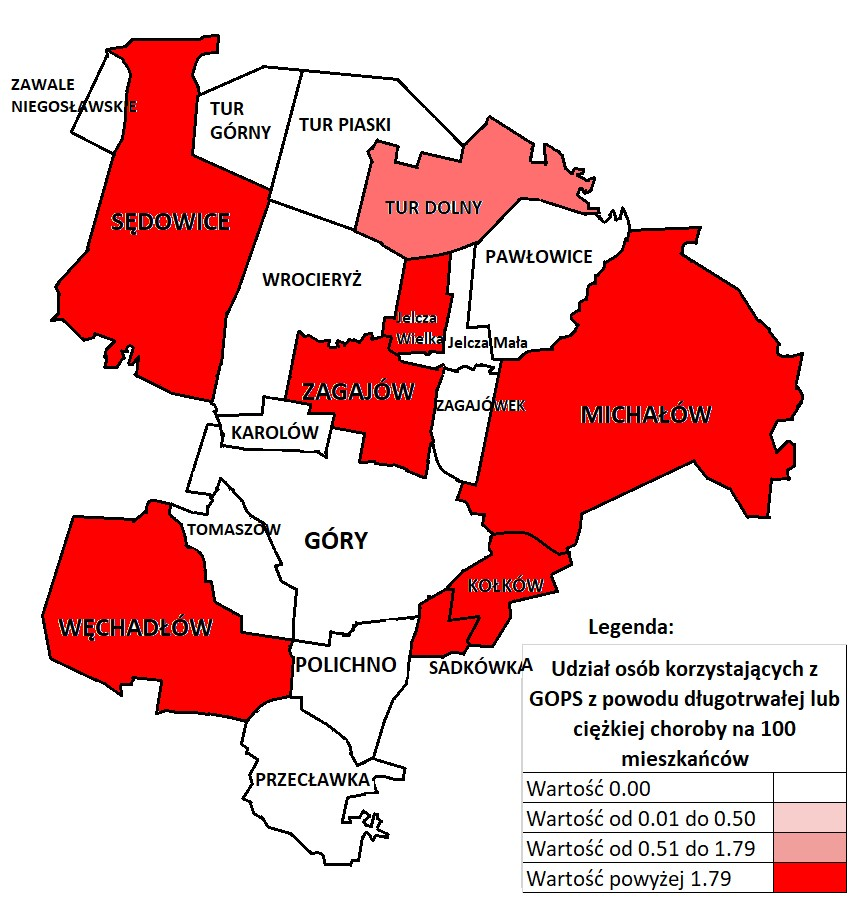 ZAWALE
NIEGOSŁAWSKIE
TUR
GÓRNY
TUR PIASKI
TUR DOLNY
SĘDOWICE
PAWŁOWICE
WROCIERYŻ
Jelcza
Wielka
Jelcza Mała
ZAGAJÓW
ZAGAJÓWEK
MICHAŁÓW
KAROLÓW
TOMASZÓW
GÓRY
KOŁKÓW
WĘCHADŁÓW
POLICHNO
SADKÓWKA
PRZECŁAWKA
Legenda:
Udział osób korzystających z
GOPS z powodu długotrwałej lub
ciężkiej choroby na 100
mieszkańców
Wartość 0.00
Wartość od 0.01 do 0.50
Wartość od 0.51 do 1.79
Wartość powyżej 1.79